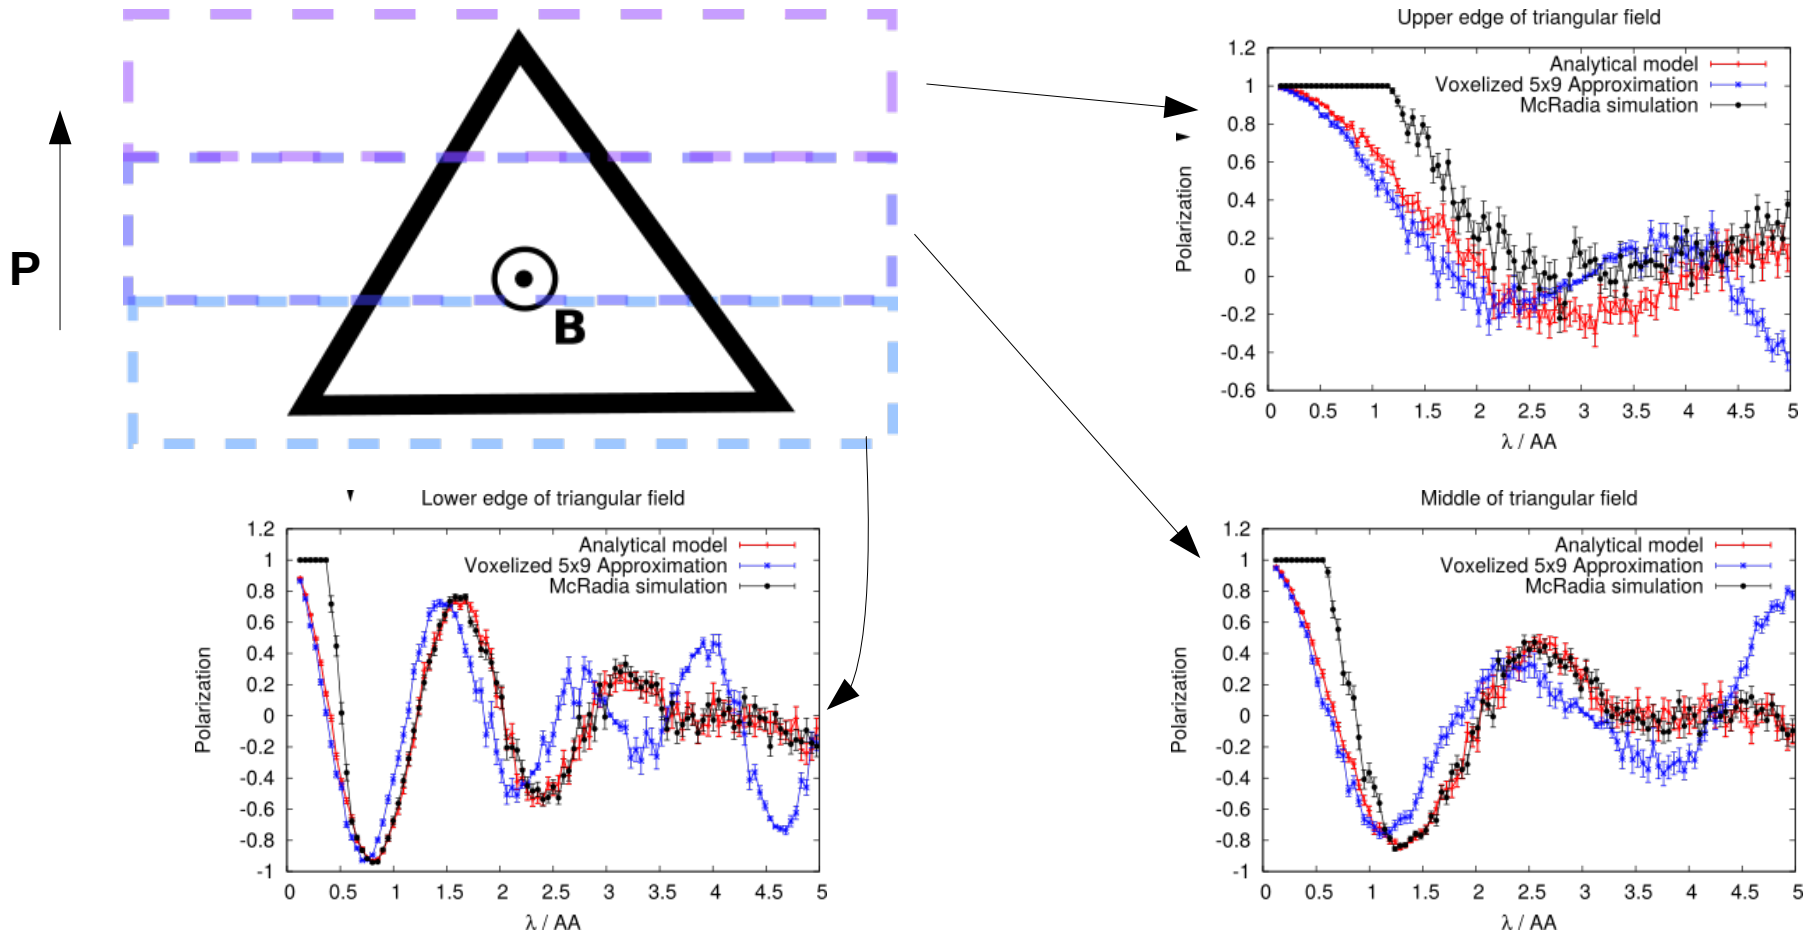 P
B
Upper edge of triangular field
1.2
1
0.8
0.6
0.4
0.2
0
-0.2
-0.4
-0.6
Polarization
Analytical model
Voxelized 5x9 Approximation
McRadia simulation
0 0.5 1 1.5 2 2.5 3 3.5 4 4.5 5
λ / AA
Lower edge of triangular field
1.2
1
0.8
0.6
0.4
0.2
0
-0.2
-0.4
-0.6
-0.8
-1
Polarization
Analytical model
Voxelized 5x9 Approximation
McRadia simulation
0 0.5 1 1.5 2 2.5 3 3.5 4 4.5 5
λ / AA
Middle of triangular field
1.2
1
0.8
0.6
0.4
0.2
0
-0.2
-0.4
-0.6
-0.8
-1
Polarization
Analytical model
Voxelized 5x9 Approximation
McRadia simulation
0 0.5 1 1.5 2 2.5 3 3.5 4 4.5 5
λ / AA